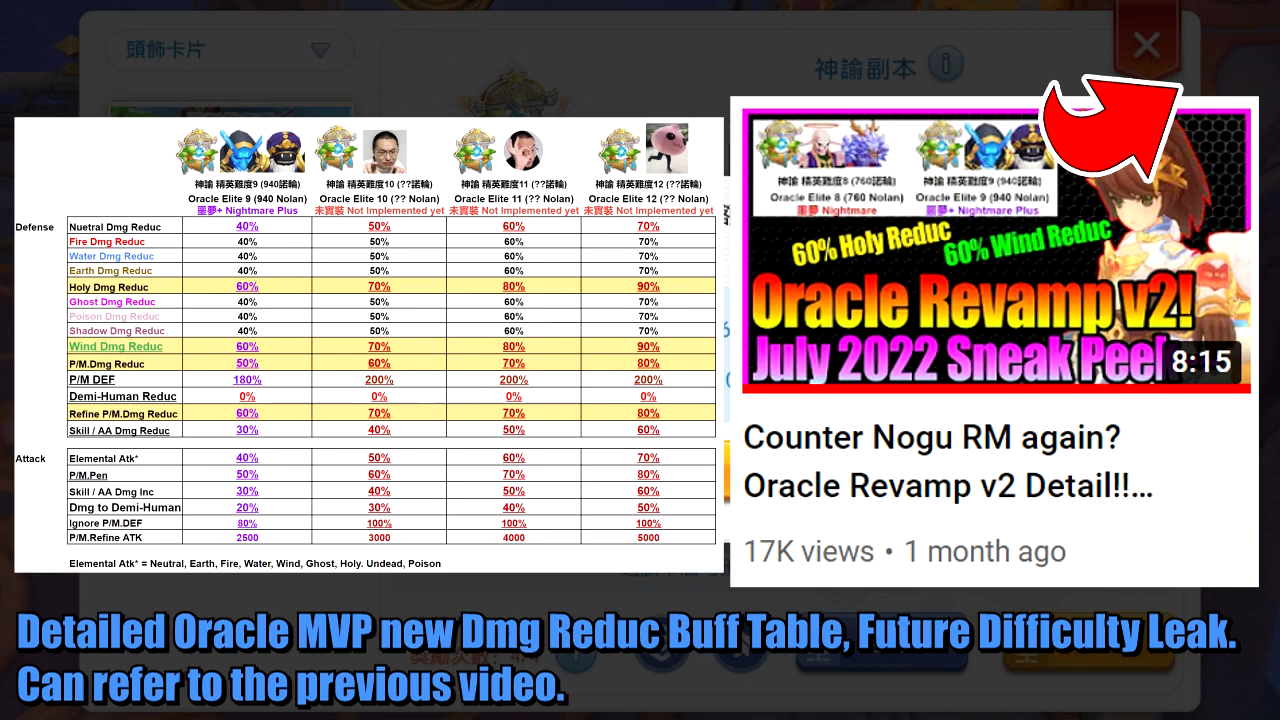 頭飾卡片
神諭副本
神諭 精英難度9 (940諾輪) 神諭 精英難度10 (??諾輪) 神諭 精英難度11 (??諾輪) 神諭 精英難度12 (??諾輪)
Oracle Elite 9 (940 Nolan) Oracle Elite 10 (?? Nolan) Oracle Elite 11 (?? Nolan) Oracle Elite 12 (?? Nolan)
噩夢+ Nightmare Plus 未實裝 Not Implemented yet 未實裝 Not Implemented yet 未實裝 Not Implemented yet
Defense Nuetral Dmg Reduc 40% 50% 60% 70%
Fire Dmg Reduc 40% 50% 60% 70%
Water Dmg Reduc 40% 50% 60% 70%
Earth Dmg Reduc 40% 50% 60% 70%
Holy Dmg Reduc 60% 70% 80% 90%
Ghost Dmg Reduc 40% 50% 60% 70%
Poison Dmg Reduc 40% 50% 60% 70%
Shadow Dmg Reduc 40% 50% 60% 70%
Wind Dmg Reduc 60% 70% 80% 90%
P/M.Dmg Reduc 50% 60% 70% 80%
P/M DEF 180% 200% 200% 200%
Demi-Human Reduc 0% 0% 0% 0%
Refine P/M.Dmg Reduc 60% 70% 70% 80%
Skill / AA Dmg Reduc 30% 40% 50% 60%
Attack Elemental Atk* 40% 50% 60% 70%
P/M.Pen 50% 60% 70% 80%
Skill / AA Dmg Inc 30% 40% 50% 60%
Dmg to Demi-Human 20% 30% 40% 50%
Ignore P/M.DEF 80% 100% 100% 100%
P/M.Refine ATK 2500 3000 4000 5000
Elemental Atk* = Neutral, Earth, Fire, Water, Wind, Ghost, Holy. Undead, Poison
神諭 精英難度8 (760諾輪) 神諭 精英難度9 (940諾輪)
Oracle Elite 8 (760 Nolan) Oracle Elite 9 (940 Nolan)
噩夢 Nightmare 噩夢+ Nightmare Plus
60% Holy Reduc 60% Wind Reduc
Oracle Revamp v2!
July 2022 Sneak Peek
8:15
Counter Nogu RM again?
Oracle Revamp v2 Detail!!...
17K views • 1 month ago
Detailed Oracle MVP new Dmg Reduc Buff Table, Future Difficulty Leak.
Can refer to the previous video.